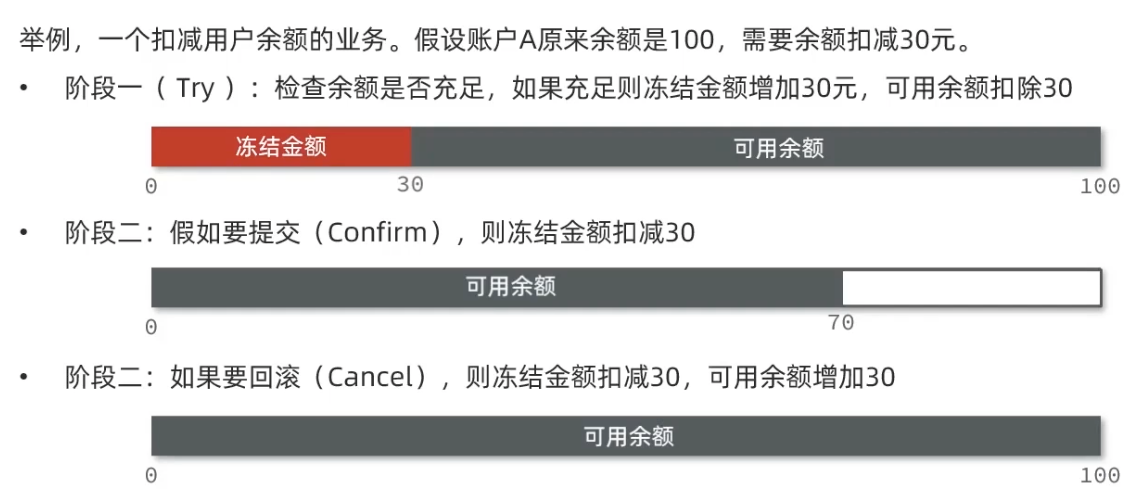 举例，一个扣减用户余额的业务。假设账户A原来余额是100，需要余额扣减30元。
• 阶段一（ Try ）：检查余额是否充足，如果充足则冻结金额增加30元，可用余额扣除30
冻结金额 可用余额
0 30 100
• 阶段二：假如要提交（Confirm），则冻结金额扣减30
可用余额
0 70
• 阶段二：如果要回滚（Cancel），则冻结金额扣减30，可用余额增加30
可用余额
0 100